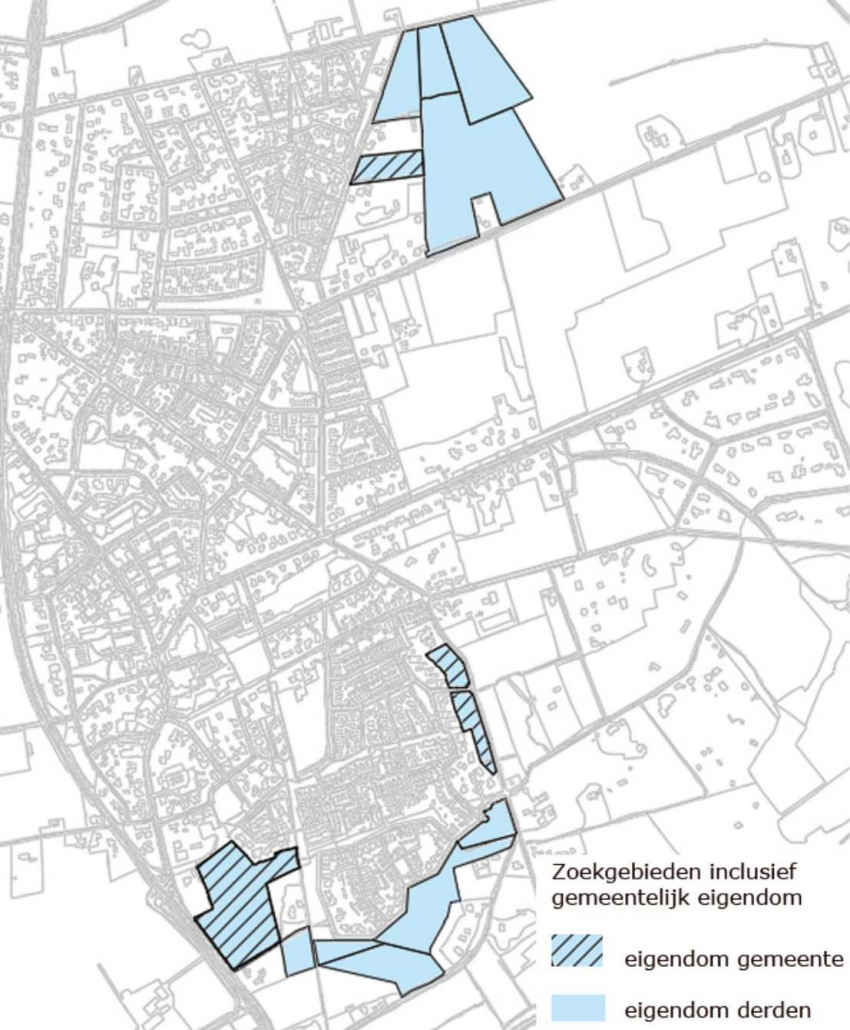 Zoekgebieden inclusief
gemeentelijk eigendom
eigendom gemeente
eigendom derden